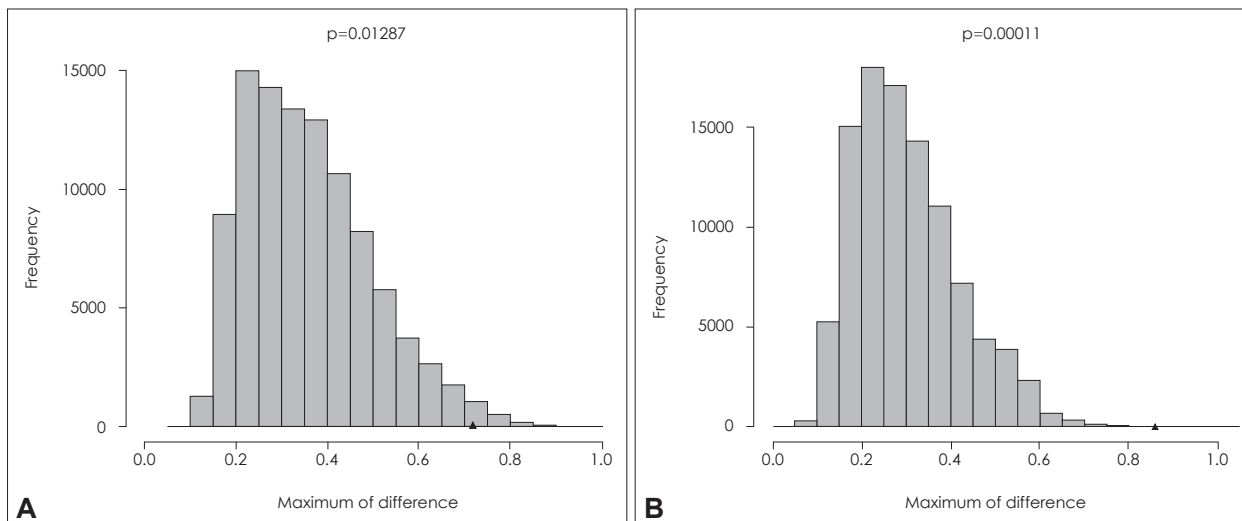 p=0.01287
15000
10000
5000
0
Frequency
0.0 0.2 0.4 0.6 0.8 1.0
Maximum of difference
A
p=0.00011
15000
10000
5000
0
Frequency
0.0 0.2 0.4 0.6 0.8 1.0
Maximum of difference
B